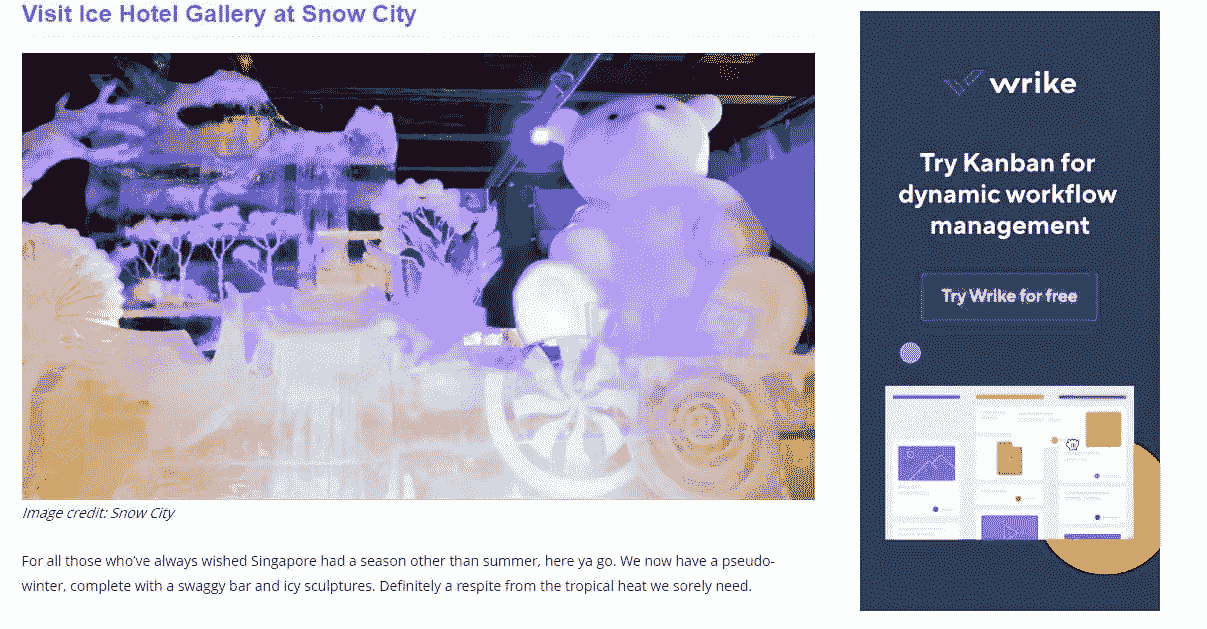 Visit Ice Hotel Gallery at Snow City
Image credit: Snow City
For all those who've always wished Singapore had a season other than summer, here ya go. We now have a pseudo-
winter, complete with a swaggy bar and icy sculptures. Definitely a respite from the tropical heat we sorely need.
wrike
Try Kanban for
dynamic workflow
management
Try Wrike for free